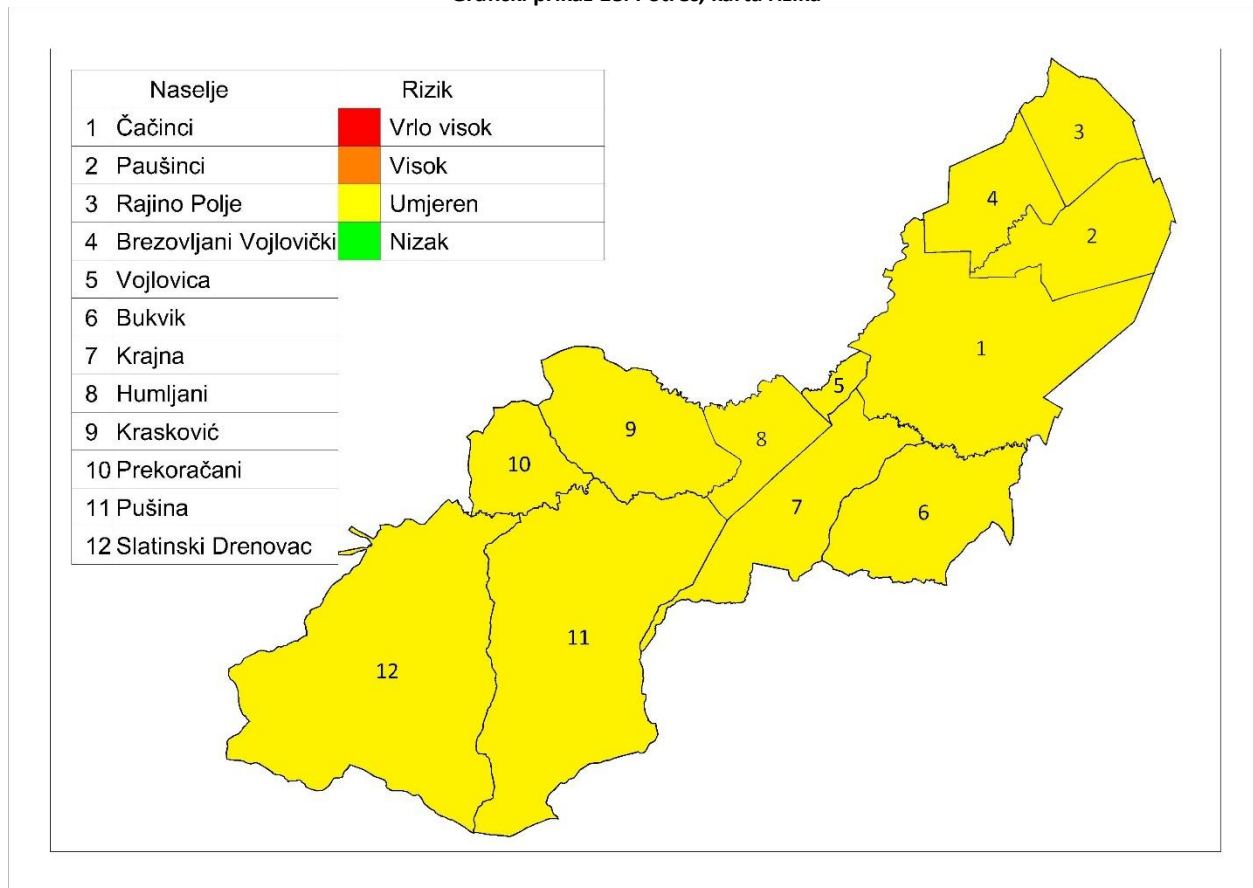 Naselje Rizik
1 Čačinci Vrlo visok
2 Paušinci Visok
3 Rajino Polje Umjeren
4 Brezovljani Vojlovički Nizak
5 Vojlovica
6 Bukvik
7 Krajna
8 Humljani
9 Krasković
10 Prekoračani
11 Pušina
12 Slatinski Drenovac
3
4
2
1
5
9
8
10
7
6
11
12